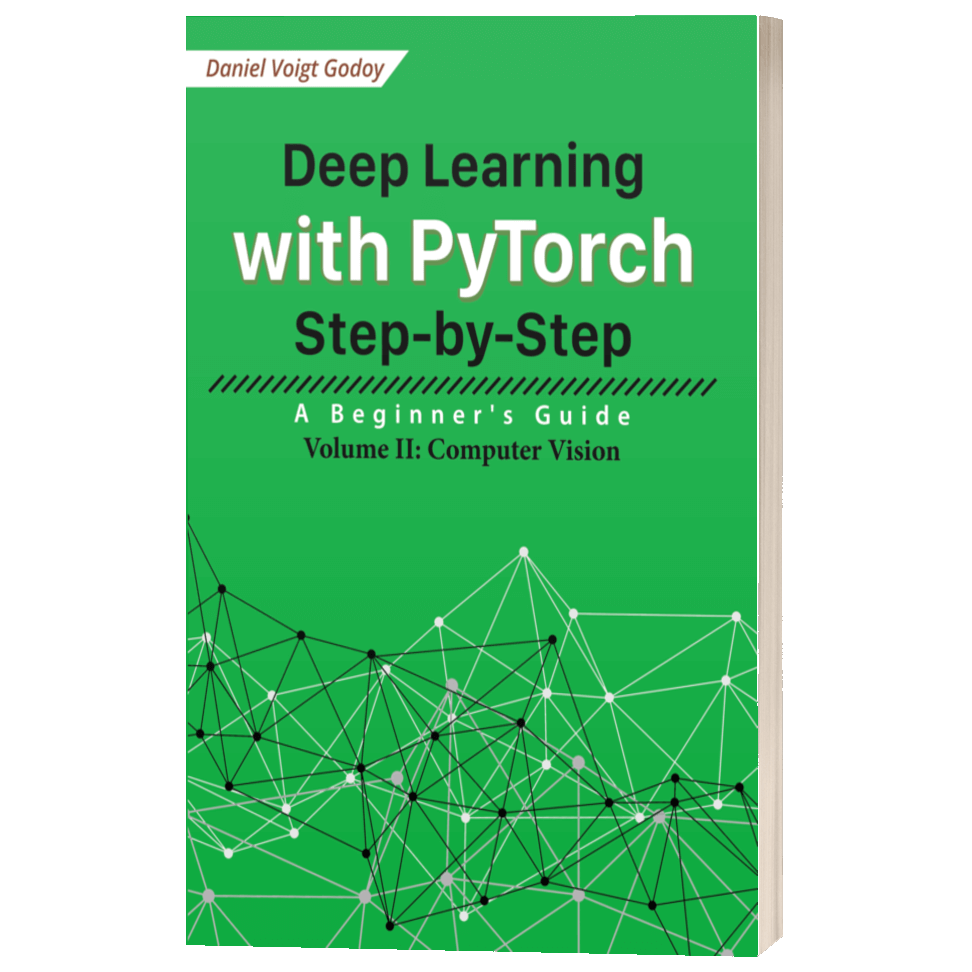 Daniel Voigt Godoy
Deep Learning
with PyTorch
Step-by-Step
A Beginner's Guide
Volume II: Computer Vision